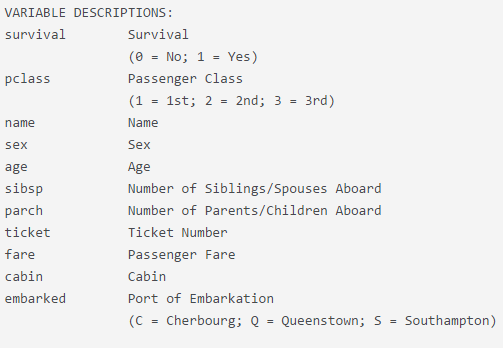 VARIABLE DESCRIPTIONS:
survival        Survival
                (0 = No; 1 = Yes)
pclass          Passenger Class
                (1 = 1st; 2 = 2nd; 3 = 3rd)
name            Name
sex             Sex
age             Age
sibsp           Number of Siblings/Spouses Aboard
parch           Number of Parents/Children Aboard
ticket          Ticket Number
fare            Passenger Fare
cabin           Cabin
embarked        Port of Embarkation
                (C = Cherbourg; Q = Queenstown; S = Southampton)